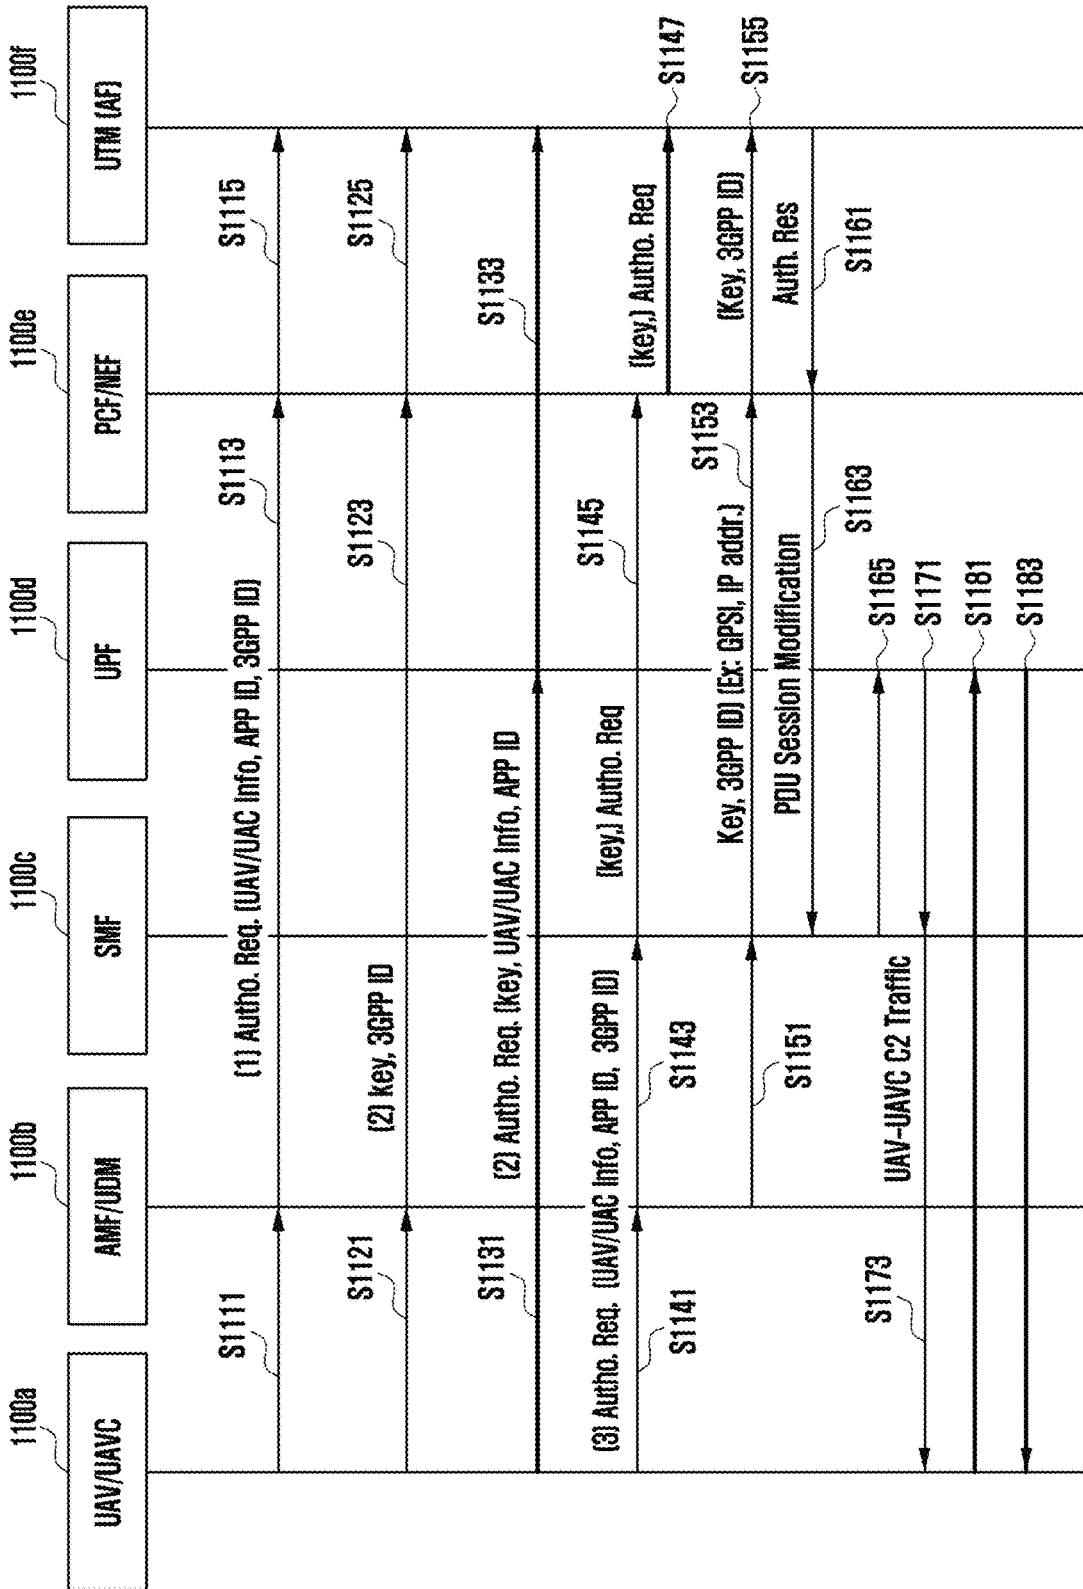 1100a
1100b
1100c
1100d
1100e
1100f
UAV/UAVC
AMF/UDM
SMF
UPF
PCF/NEF
UTM (AF)
S1111
S1113
S1115
(1) Autho. Req. (UAV/UAC Info, APP ID, 3GPP ID)
S1121
S1123
S1125
(2) key, 3GPP ID
S1131
S1133
(2) Autho. Req. (key, UAV/UAC Info, APP ID
(3) Autho. Req. (UAV/UAC Info, APP ID, 3GPP ID)
(key,) Autho. Req
(key,) Autho. Req
S1141
S1143
S1145
S1147
Key, 3GPP ID) (Ex: GPSI, IP addr.)
(Key, 3GPP ID)
S1151
S1153
S1155
PDU Session Modification
Auth. Res
S1163
S1161
S1165
UAV-UAVC C2 Traffic
S1173
S1171
S1181
S1183